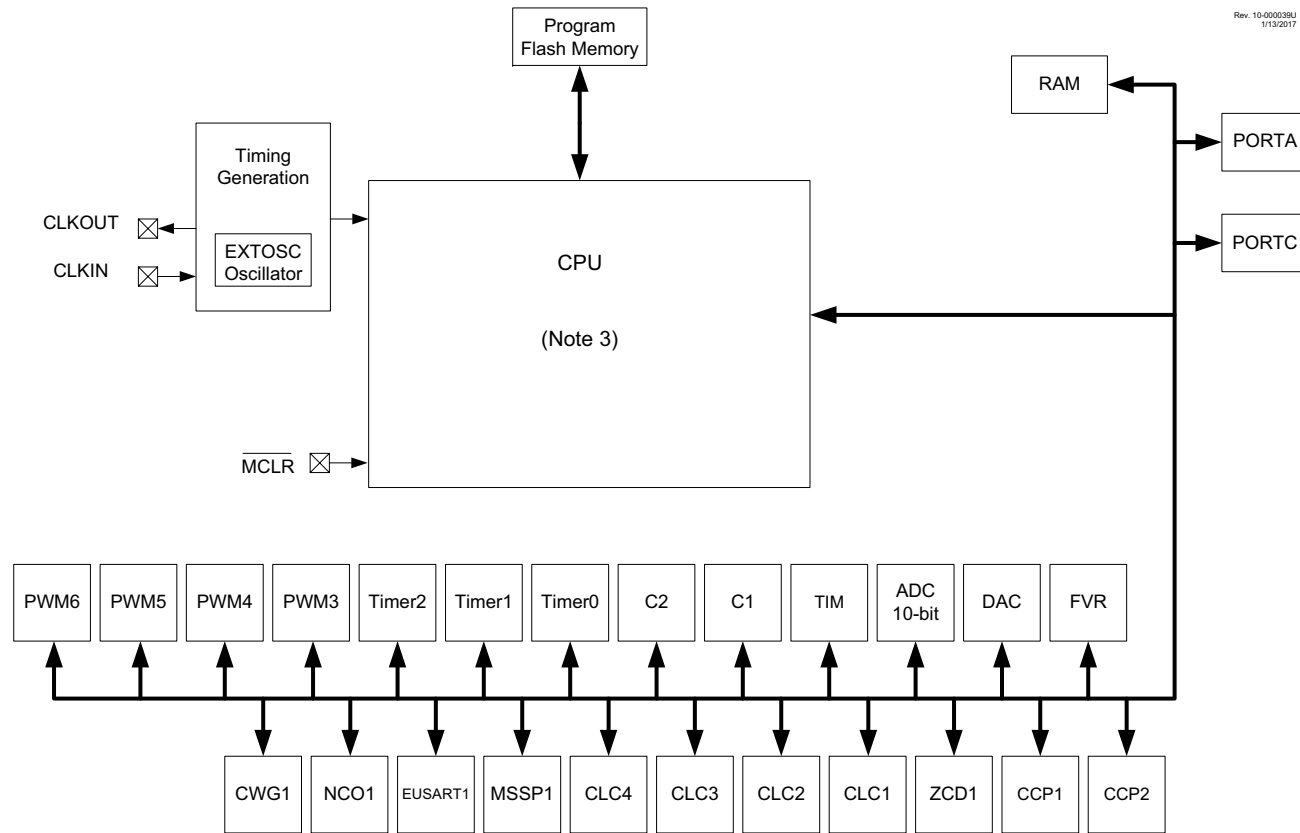 Rev. 10-000039U
1/13/2017
Program
Flash Memory
RAM
PORTA
Timing
Generation
CLKOUT
PORTC
EXTOSC
Oscillator
CLKIN
CPU
(Note 3)
MCLR
PWM6
PWM5
PWM4
PWM3
Timer2
Timer1
Timer0
C2
C1
TIM
ADC
10-bit
DAC
FVR
CWG1
NCO1
EUSART1
MSSP1
CLC4
CLC3
CLC2
CLC1
ZCD1
CCP1
CCP2